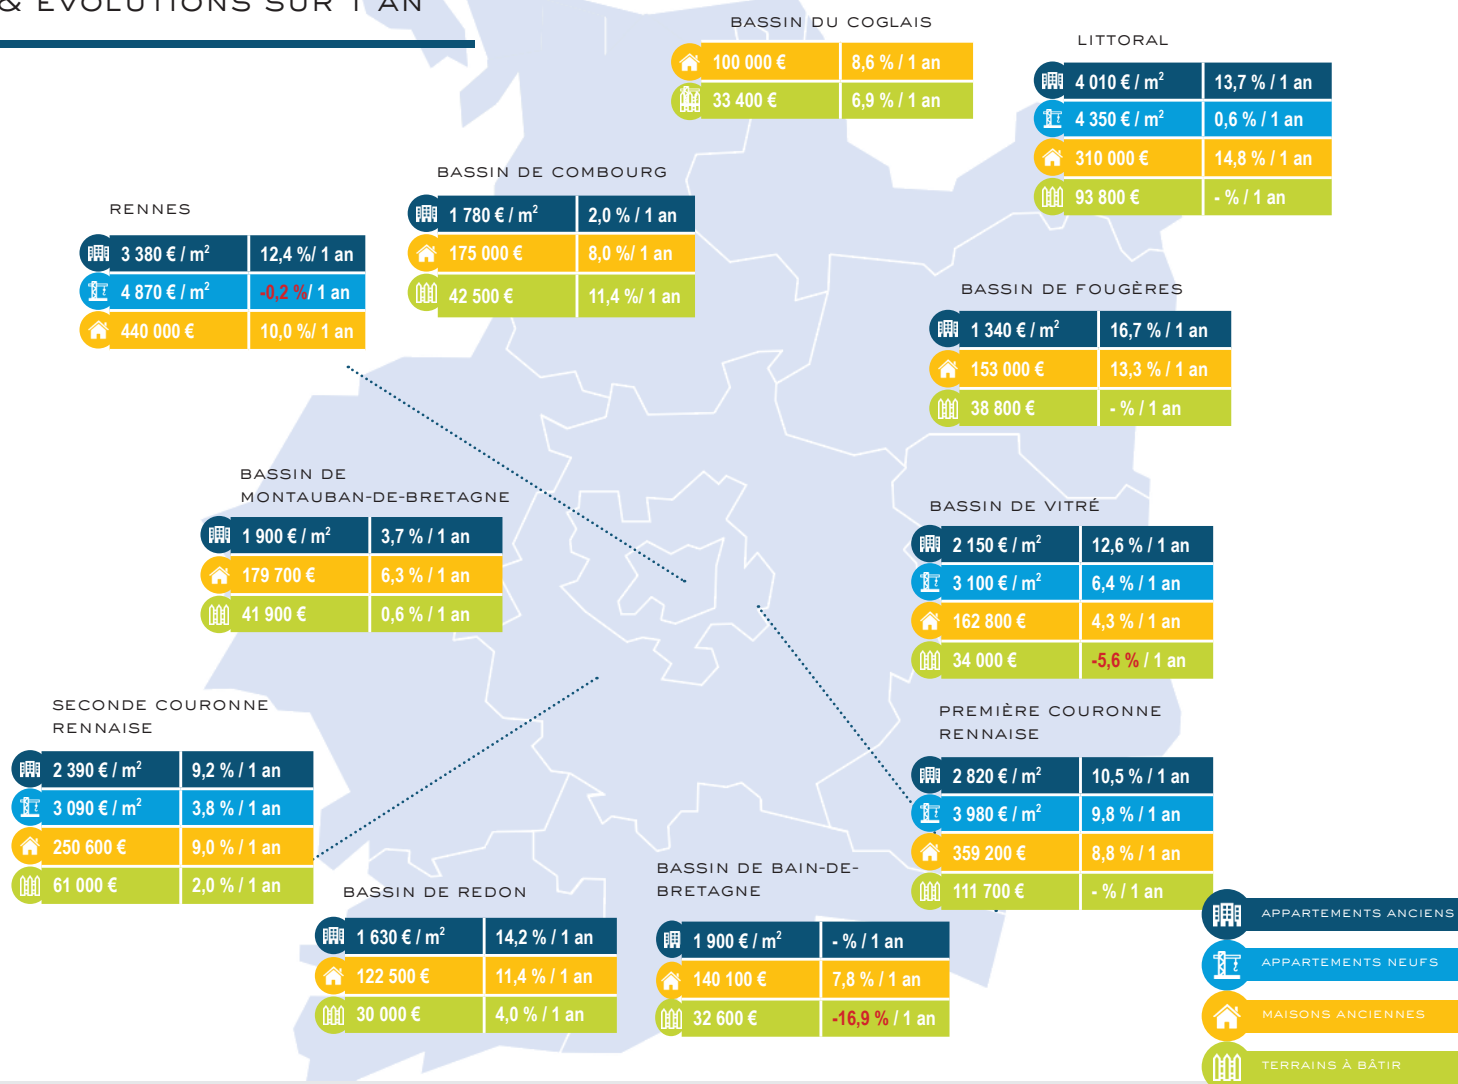 & ÉVOLUTIONS SUR 1 AN
BASSIN DU COGLAIS
100 000 € 8,6 % / 1 an
33 400 € 6,9 % / 1 an
LITTORAL
4 010 € / m² 13,7 % / 1 an
4 350 € / m² 0,6 % / 1 an
310 000 € 14,8 % / 1 an
93 800 € - % / 1 an
BASSIN DE COMBOURG
1 780 € / m² 2,0 % / 1 an
175 000 € 8,0 %/ 1 an
42 500 € 11,4 %/ 1 an
RENNES
3 380 € / m² 12,4 %/ 1 an
4 870 € / m² -0,2 %/ 1 an
440 000 € 10,0 %/ 1 an
BASSIN DE FOUGÈRES
1 340 € / m² 16,7 % / 1 an
153 000 € 13,3 % / 1 an
38 800 € - % / 1 an
BASSIN DE
MONTAUBAN-DE-BRETAGNE
1 900 € / m² 3,7 % / 1 an
179 700 € 6,3 % / 1 an
41 900 € 0,6 % / 1 an
BASSIN DE VITRÉ
2 150 € / m² 12,6 % / 1 an
3 100 € / m² 6,4 % / 1 an
162 800 € 4,3 % / 1 an
34 000 € -5,6 % / 1 an
SECONDE COURONNE
RENNAISE
2 390 € / m² 9,2 % / 1 an
3 090 € / m² 3,8 % / 1 an
250 600 € 9,0 % / 1 an
61 000 € 2,0 % / 1 an
PREMIÈRE COURONNE
RENNAISE
2 820 € / m² 10,5 % / 1 an
3 980 € / m² 9,8 % / 1 an
359 200 € 8,8 % / 1 an
111 700 € - % / 1 an
BASSIN DE REDON
1 630 € / m² 14,2 % / 1 an
122 500 € 11,4 % / 1 an
30 000 € 4,0 % / 1 an
BASSIN DE BAIN-DE-
BRETAGNE
1 900 € / m² - % / 1 an
140 100 € 7,8 % / 1 an
32 600 € -16,9 % / 1 an
APPARTEMENTS ANCIENS
APPARTEMENTS NEUFS
MAISONS ANCIENNES
TERRAINS À BÂTIR